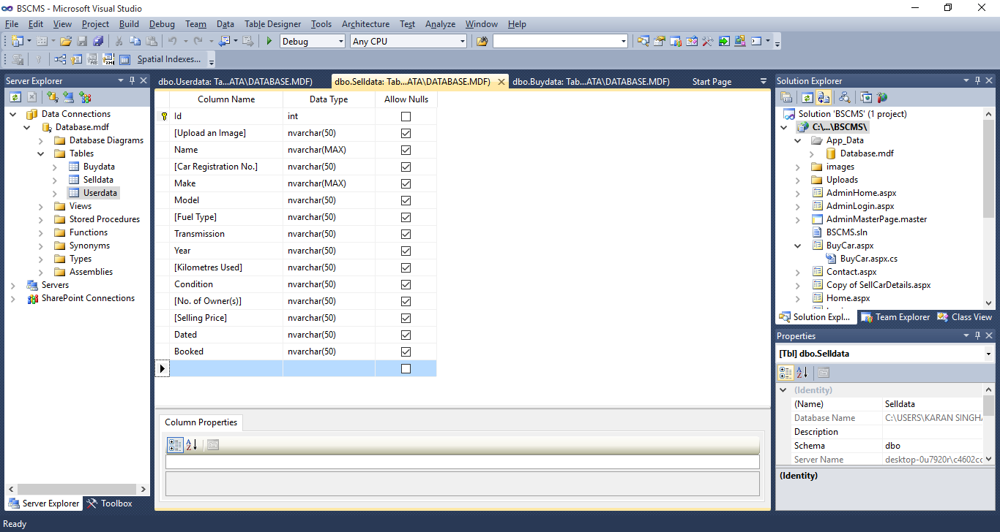 BSCMS - Microsoft Visual Studio
File Edit View Project Build Debug Team Data Table Designer Tools Architecture Test Analyze Window Help
Debug Any CPU
Spatial Indexes...
Server Explorer
Data Connections
Database.mdf
Database Diagrams
Tables
Buydata
Selldata
Userdata
Views
Stored Procedures
Functions
Synonyms
Types
Assemblies
Servers
SharePoint Connections
Server Explorer Toolbox
dbo.Userdata: Ta...ATA\DATABASE.MDF) dbo.Selldata: Tab...ATA\DATABASE.MDF) dbo.Buydata: Tab...ATA\DATABASE.MDF) Start Page
Column Name Data Type Allow Nulls
Id int
[Upload an Image] nvarchar(50)
Name nvarchar(MAX)
[Car Registration No.] nvarchar(50)
Make nvarchar(MAX)
Model nvarchar(50)
[Fuel Type] nvarchar(50)
Transmission nvarchar(50)
Year nvarchar(50)
[Kilometres Used] nvarchar(50)
Condition nvarchar(50)
[No. of Owner(s)] nvarchar(50)
[Selling Price] nvarchar(50)
Dated nvarchar(50)
Booked nvarchar(50)
Column Properties
Solution Explorer
Solution 'BSCMS' (1 project)
C:\...\BSCMS\
App_Data
Database.mdf
images
Uploads
AdminHome.aspx
AdminLogin.aspx
AdminMasterPage.master
BSCMS.sln
BuyCar.aspx
BuyCar.aspx.cs
Contact.aspx
Copy of SellCarDetails.aspx
Home.aspx
Solution Expl... Team Explorer Class View
Properties
[Tbl] dbo.Selldata
(Identity)
(Name) Selldata
Database Name C:\USERS\KARAN SINGHA
Description
Schema dbo
Server Name desktop-0u7920r\c4602cc
(Identity)
Ready